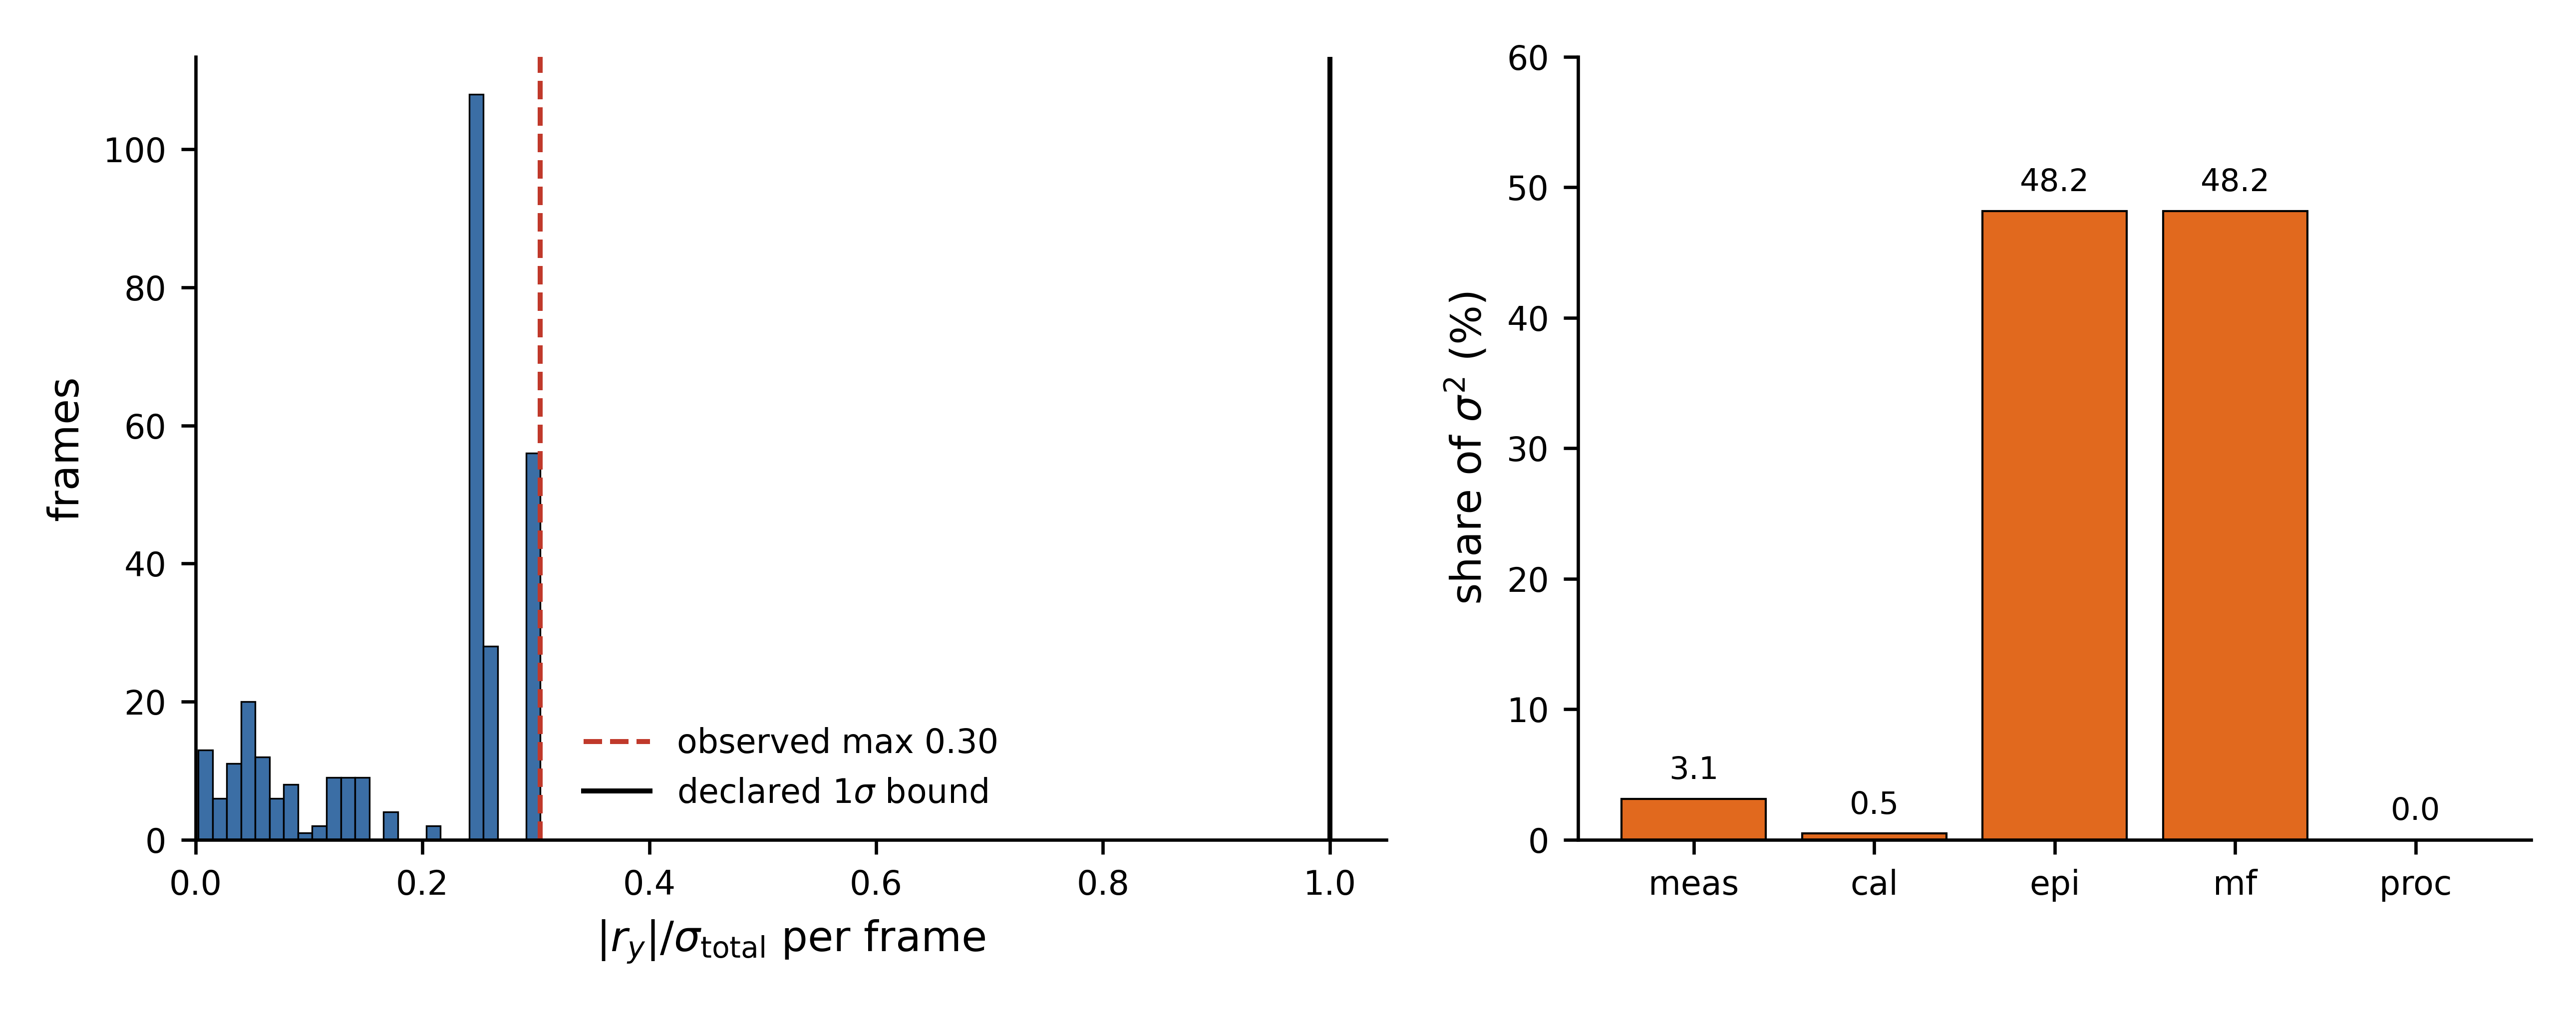 frames
100
80
60
40
20
0
observed max 0.30
declared 1σ bound
0.0 0.2 0.4 0.6 0.8 1.0
|r_y|/σ_total per frame
share of σ² (%)
60
50
40
30
20
10
0
3.1 0.5 48.2 48.2 0.0
meas cal epi mf proc